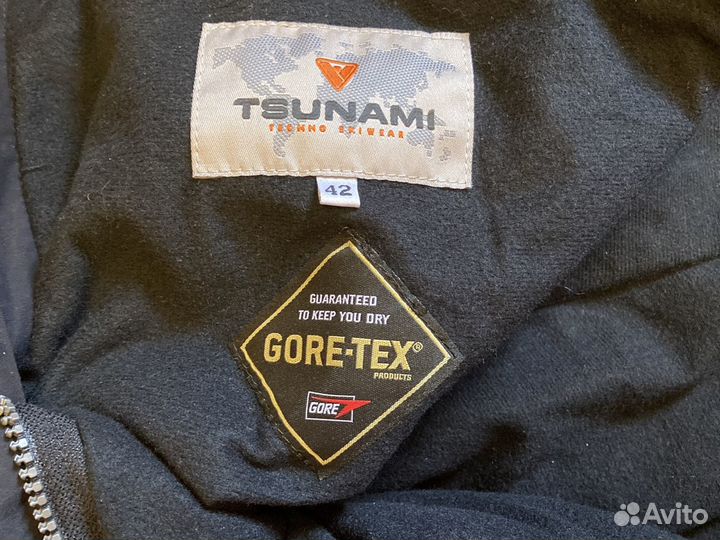 TSUNAMI
TECHNO SKIWEAR
42
GUARANTEED
TO KEEP YOU DRY
GORE-TEX®
PRODUCTS
GORE
Avito